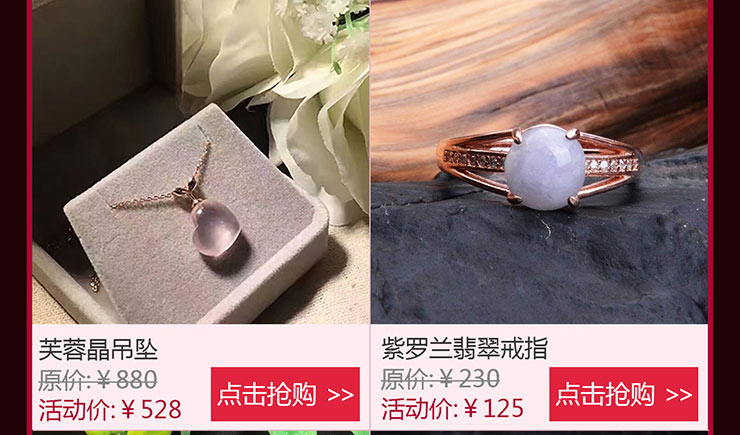 芙蓉晶吊坠
原价:￥880
活动价:￥528
点击抢购 >>
紫罗兰翡翠戒指
原价:￥230
活动价:￥125
点击抢购 >>